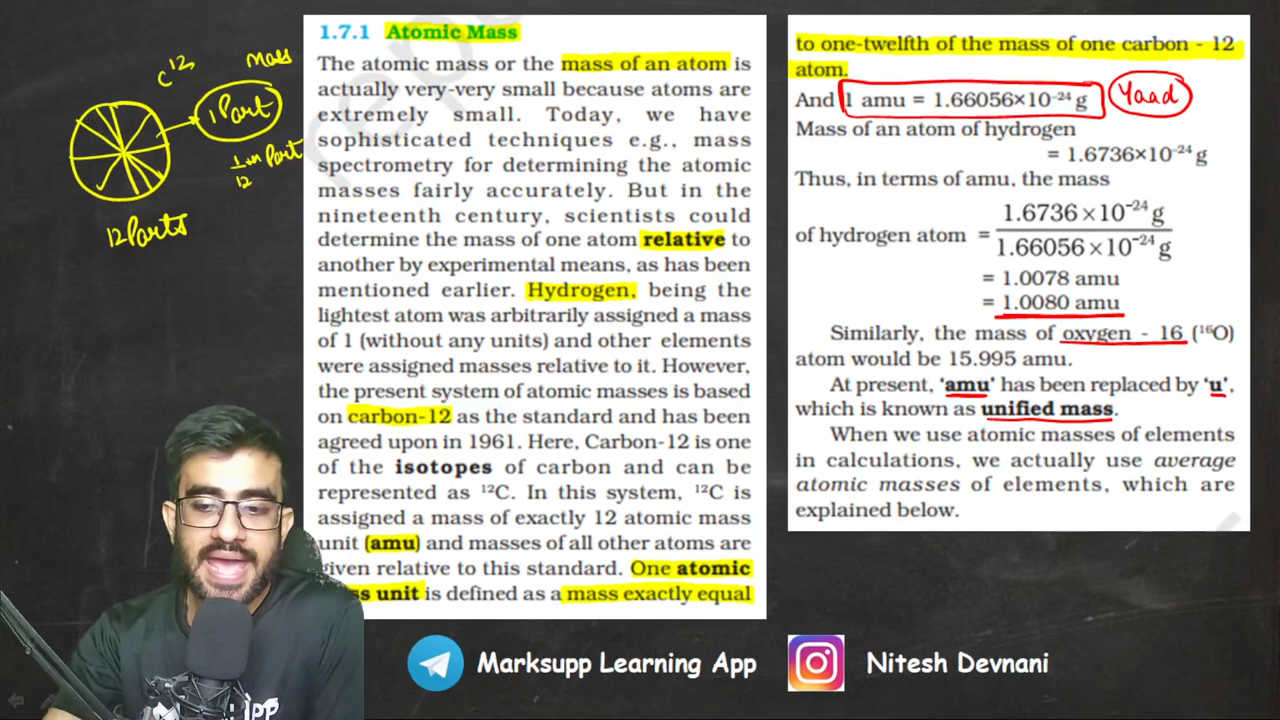 C¹²
mass
1 Part
1/12 th Part
12 Parts
1.7.1 Atomic Mass
The atomic mass or the mass of an atom is
actually very-very small because atoms are
extremely small. Today, we have
sophisticated techniques e.g., mass
spectrometry for determining the atomic
masses fairly accurately. But in the
nineteenth century, scientists could
determine the mass of one atom relative to
another by experimental means, as has been
mentioned earlier. Hydrogen, being the
lightest atom was arbitrarily assigned a mass
of 1 (without any units) and other elements
were assigned masses relative to it. However,
the present system of atomic masses is based
on carbon-12 as the standard and has been
agreed upon in 1961. Here, Carbon-12 is one
of the isotopes of carbon and can be
represented as ¹²C. In this system, ¹²C is
assigned a mass of exactly 12 atomic mass
unit (amu) and masses of all other atoms are
given relative to this standard. One atomic
ss unit is defined as a mass exactly equal
to one-twelfth of the mass of one carbon - 12
atom.
And 1 amu = 1.66056×10⁻²⁴ g
Yaad
Mass of an atom of hydrogen
= 1.6736×10⁻²⁴ g
Thus, in terms of amu, the mass
1.6736 × 10⁻²⁴ g
of hydrogen atom =
1.66056 × 10⁻²⁴ g
= 1.0078 amu
= 1.0080 amu
Similarly, the mass of oxygen - 16 (¹⁶O)
atom would be 15.995 amu.
At present, ‘amu’ has been replaced by ‘u’,
which is known as unified mass.
When we use atomic masses of elements
in calculations, we actually use average
atomic masses of elements, which are
explained below.
Marksupp Learning App
Nitesh Devnani